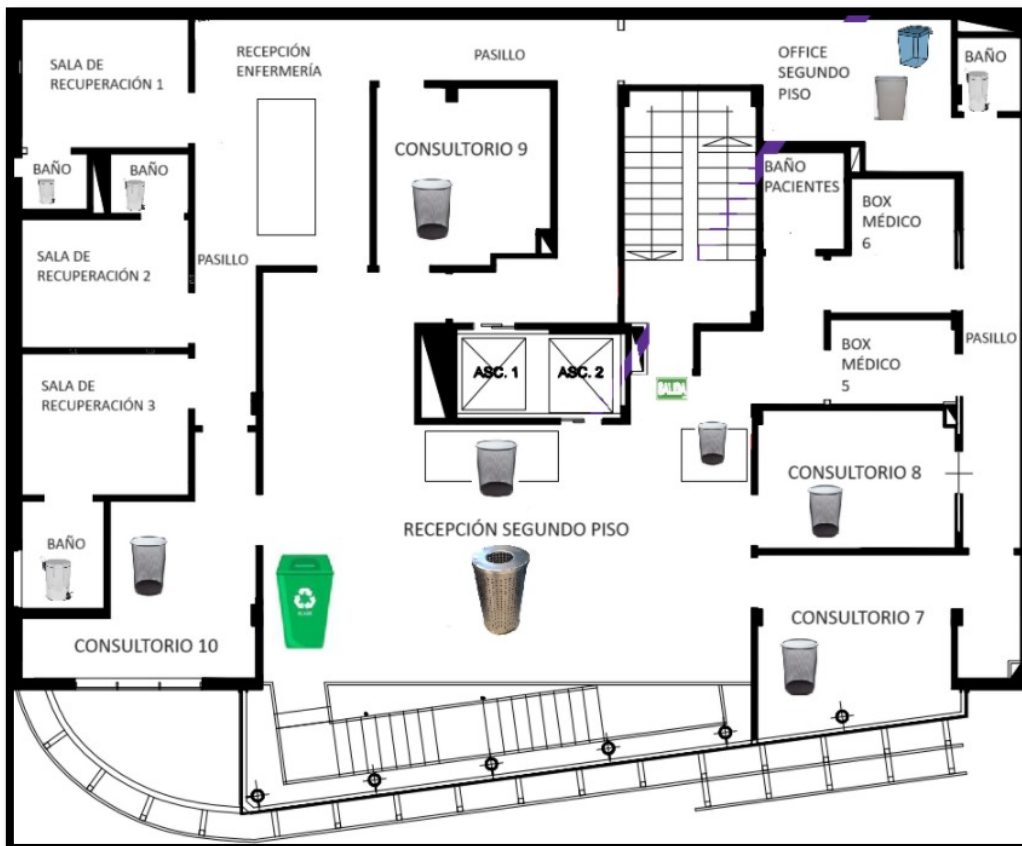 SALA DE
RECUPERACIÓN 1
RECEPCIÓN
ENFERMERÍA
PASILLO
OFFICE
SEGUNDO
PISO
BAÑO
CONSULTORIO 9
BAÑO
BAÑO
BAÑO
PACIENTES
BOX
MÉDICO
6
SALA DE
RECUPERACIÓN 2
PASILLO
BOX
MÉDICO
5
PASILLO
ASC. 1
ASC. 2
SALIDA
SALA DE
RECUPERACIÓN 3
CONSULTORIO 8
RECEPCIÓN SEGUNDO PISO
BAÑO
CONSULTORIO 10
CONSULTORIO 7